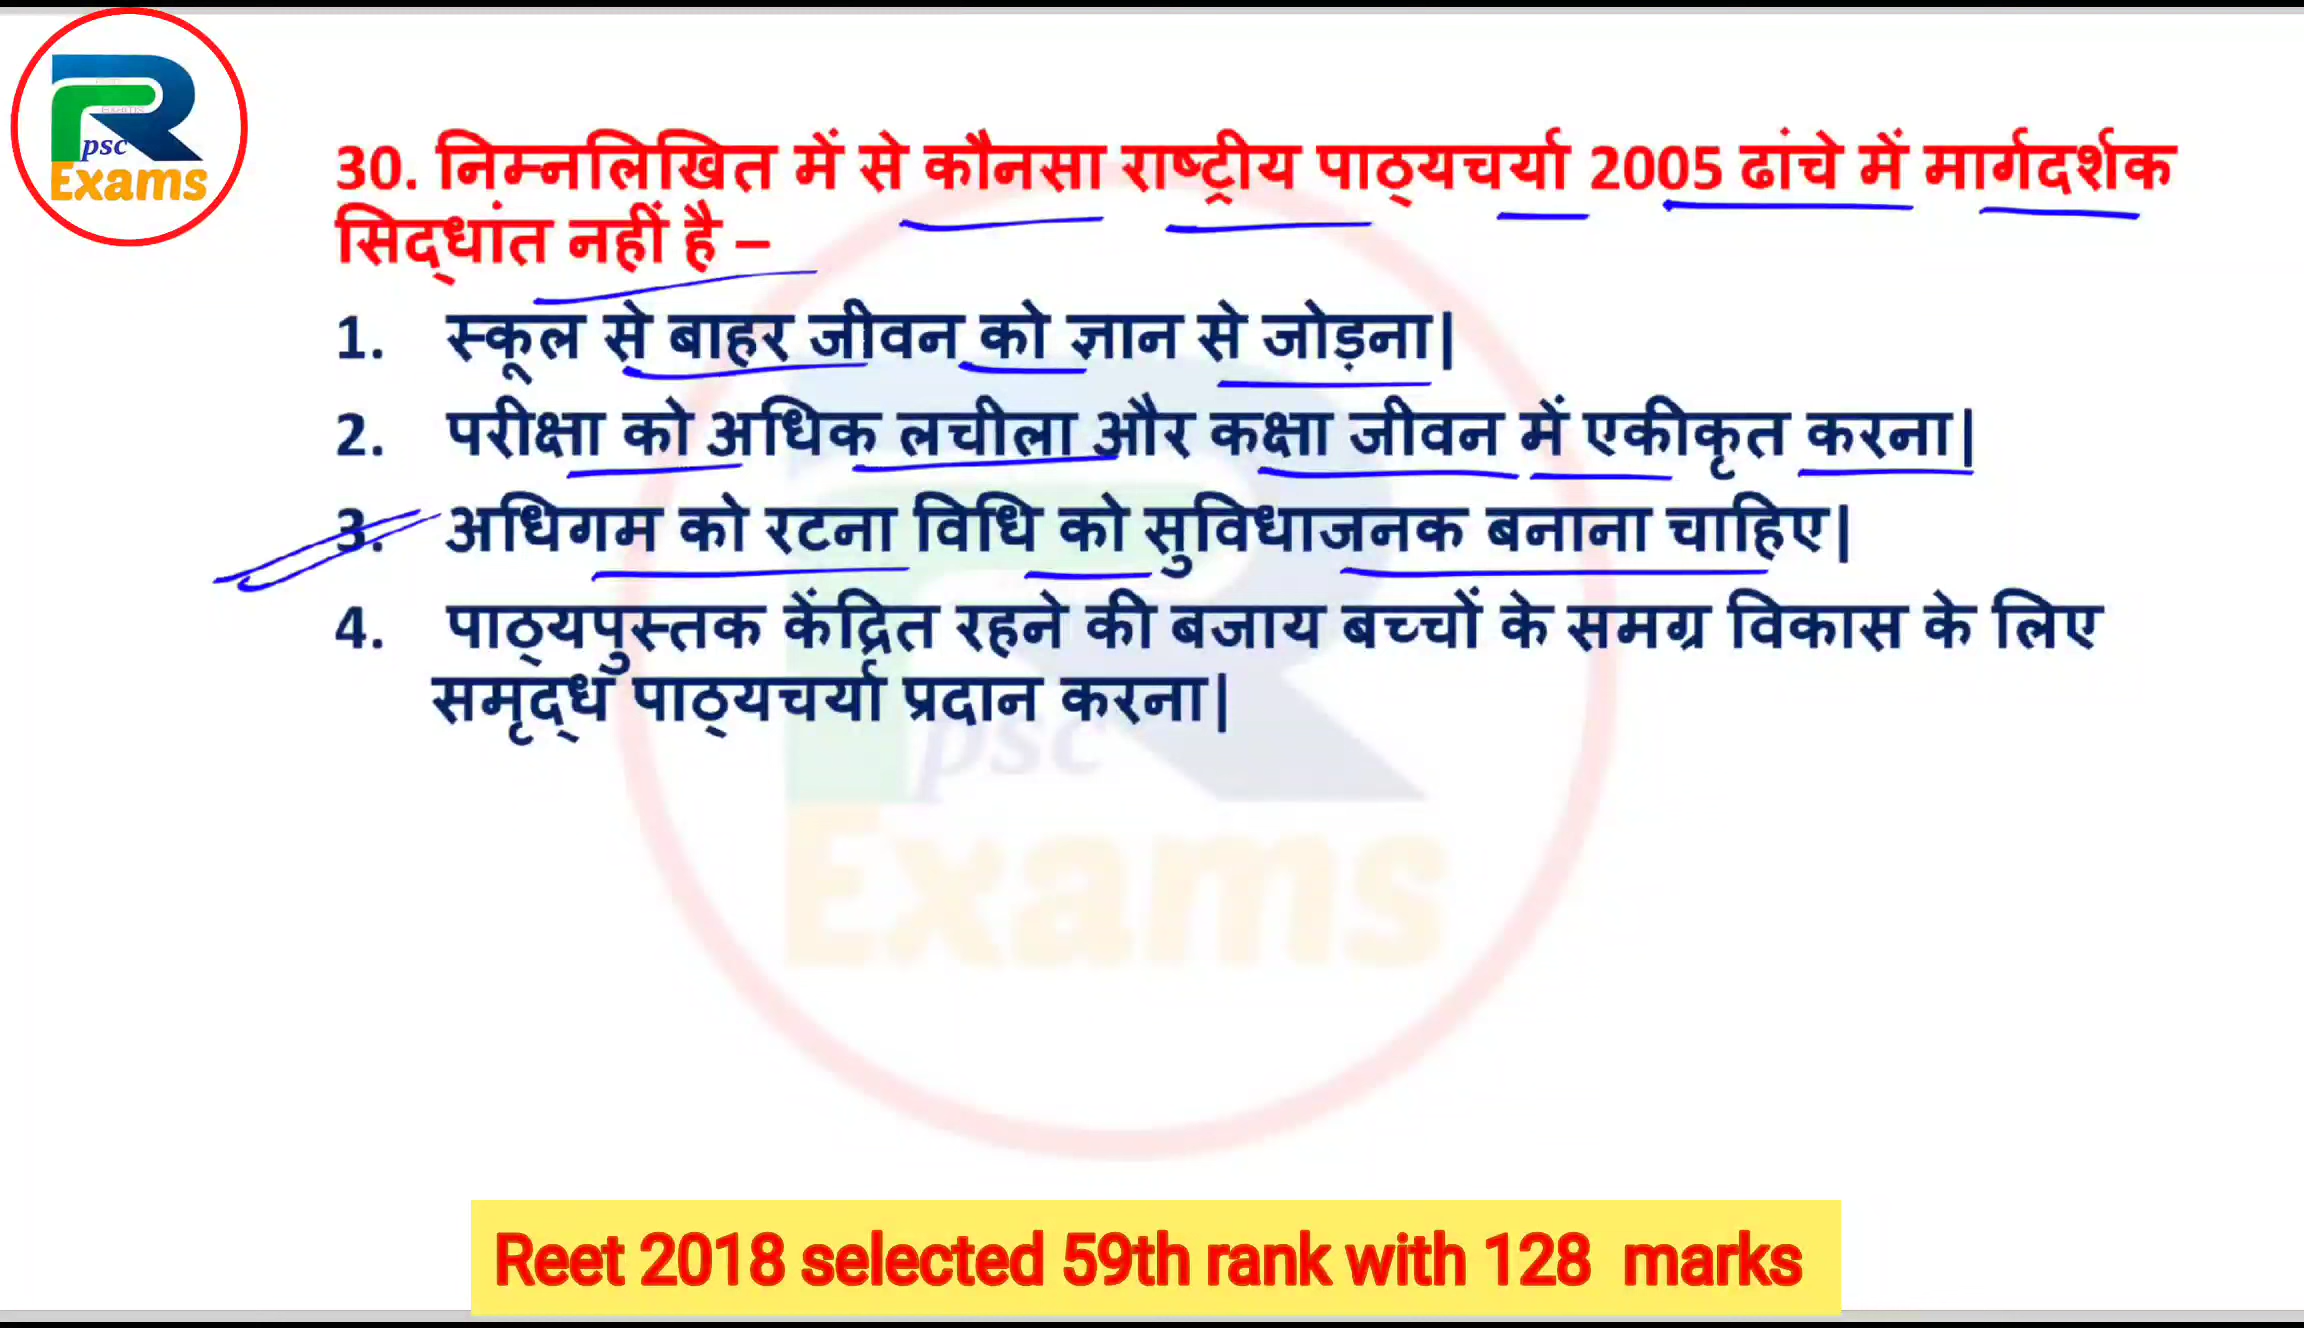 psc
Exams
30. निम्नलिखित में से कौनसा राष्ट्रीय पाठ्यचर्या 2005 ढांचे में मार्गदर्शक
सिद्धांत नहीं है –
1. स्कूल से बाहर जीवन को ज्ञान से जोड़ना|
2. परीक्षा को अधिक लचीला और कक्षा जीवन में एकीकृत करना|
3. अधिगम को रटना विधि को सुविधाजनक बनाना चाहिए|
4. पाठ्यपुस्तक केंद्रित रहने की बजाय बच्चों के समग्र विकास के लिए
समृद्ध पाठ्यचर्या प्रदान करना|
psc
Exams
Reet 2018 selected 59th rank with 128 marks